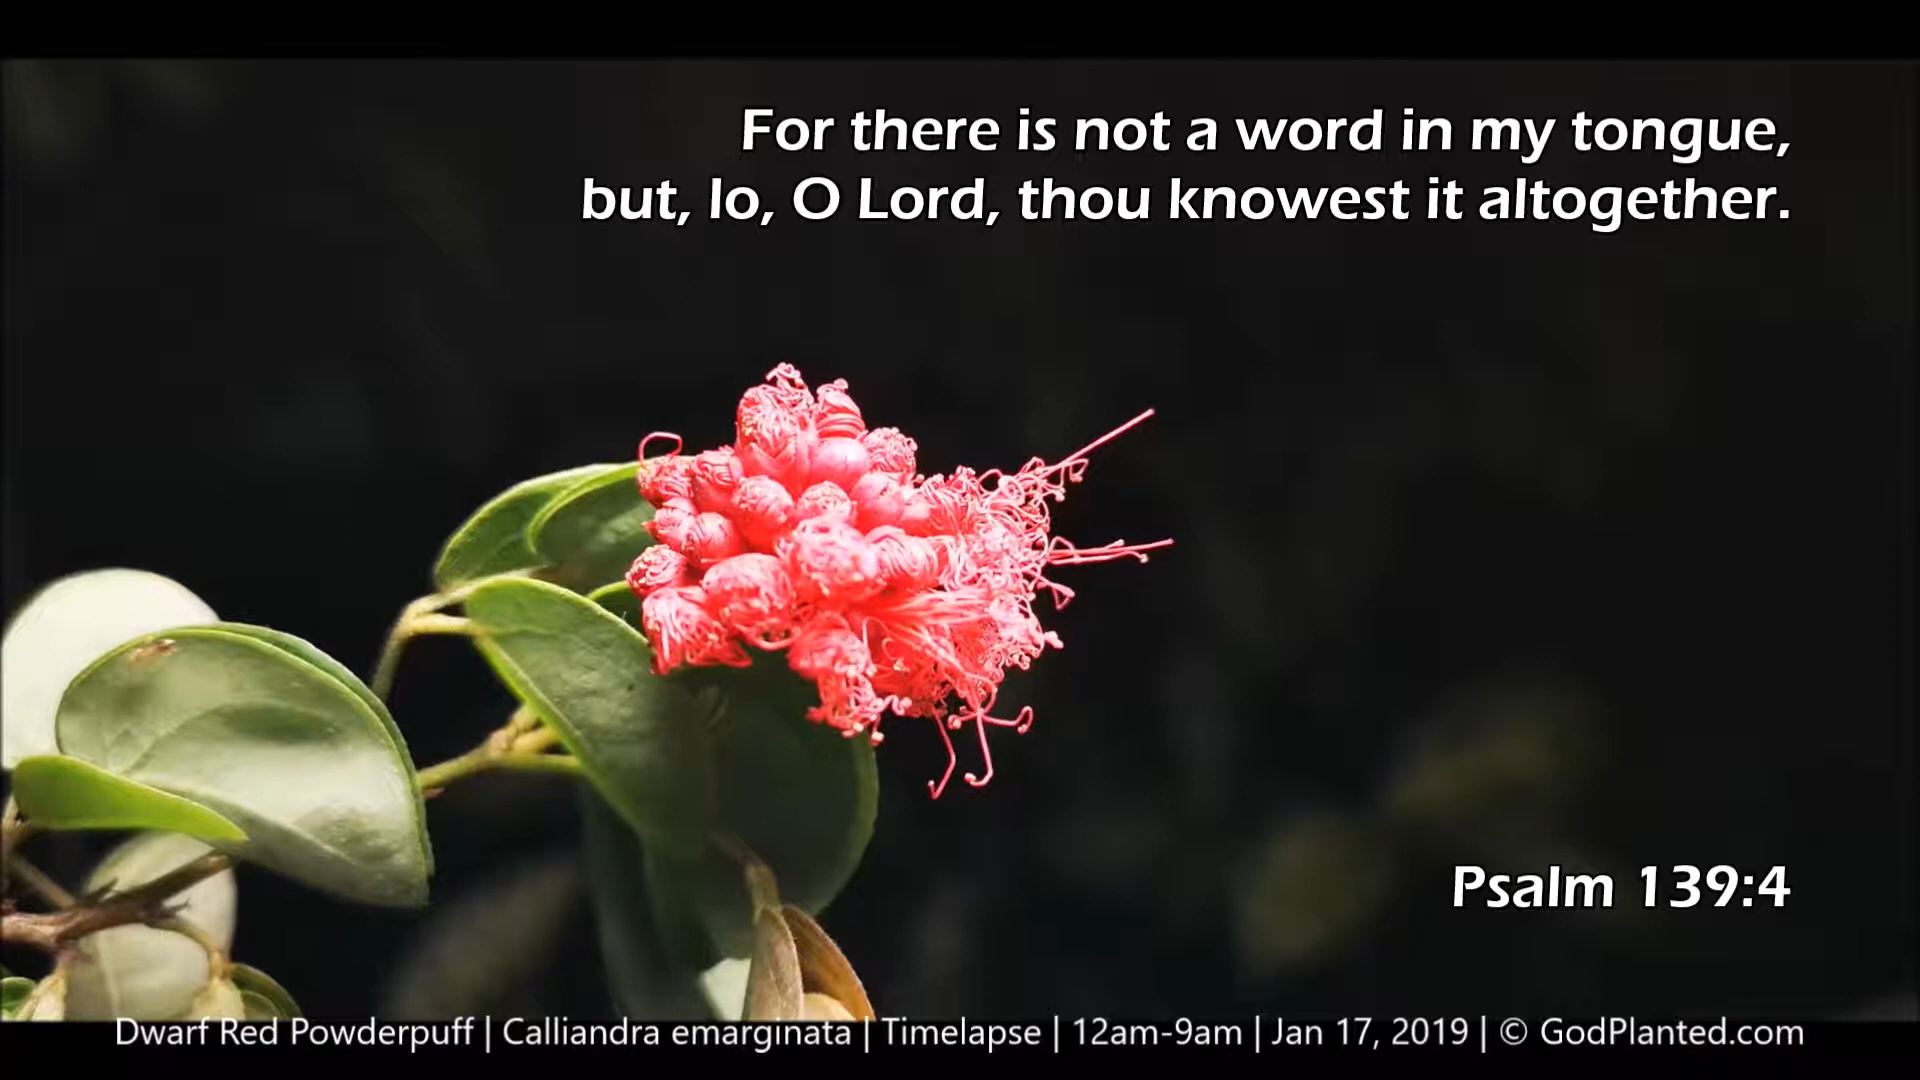 For there is not a word in my tongue,
but, lo, O Lord, thou knowest it altogether.
Psalm 139:4
Dwarf Red Powderpuff | Calliandra emarginata | Timelapse | 12am-9am | Jan 17, 2019 | © GodPlanted.com